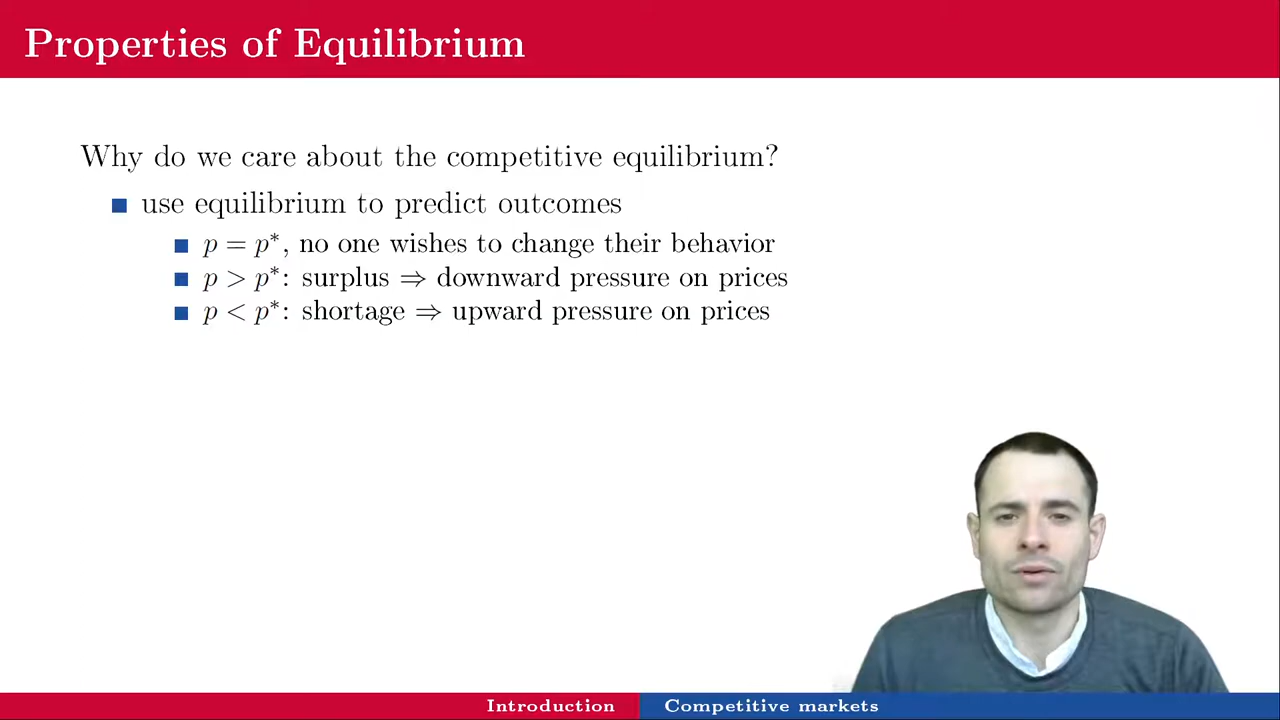 Properties of Equilibrium
Why do we care about the competitive equilibrium?
use equilibrium to predict outcomes
p = p*, no one wishes to change their behavior
p > p*: surplus ⇒ downward pressure on prices
p < p*: shortage ⇒ upward pressure on prices
Introduction Competitive markets